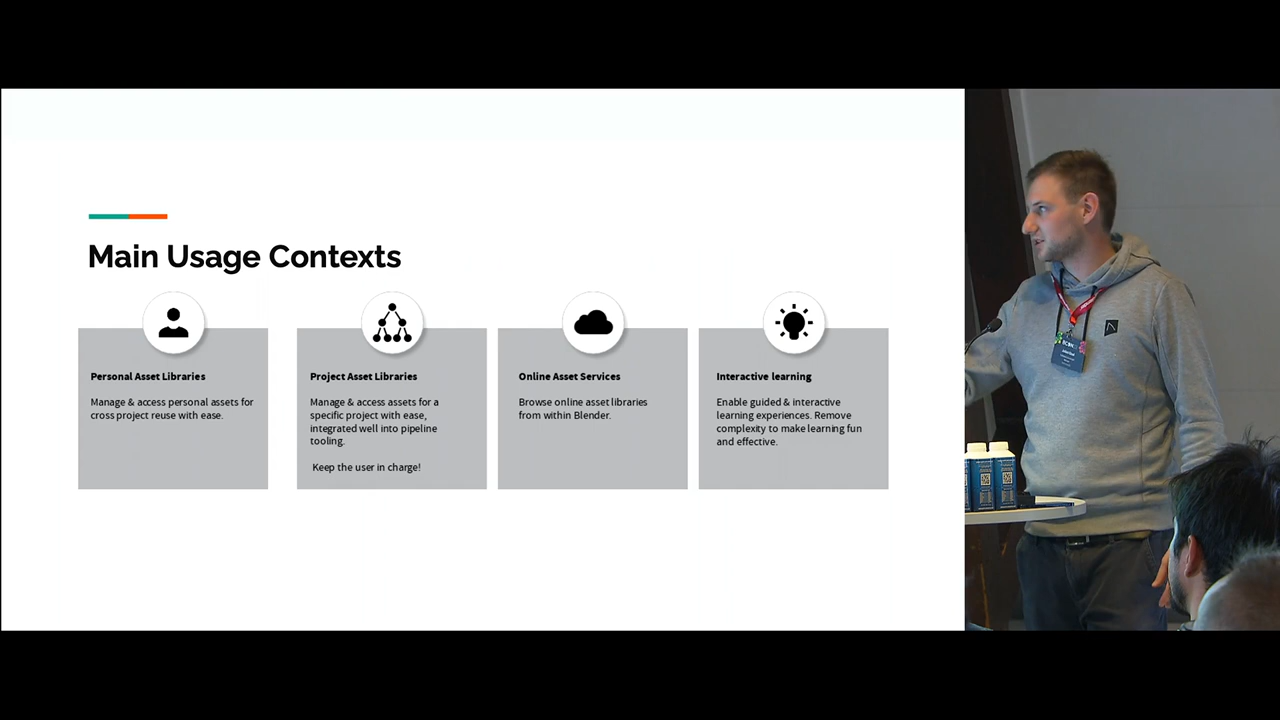 Main Usage Contexts
Personal Asset Libraries
Manage & access personal assets for
cross project reuse with ease.
Project Asset Libraries
Manage & access assets for a
specific project with ease,
integrated well into pipeline
tooling.
Keep the user in charge!
Online Asset Services
Browse online asset libraries
from within Blender.
Interactive learning
Enable guided & interactive
learning experiences. Remove
complexity to make learning fun
and effective.